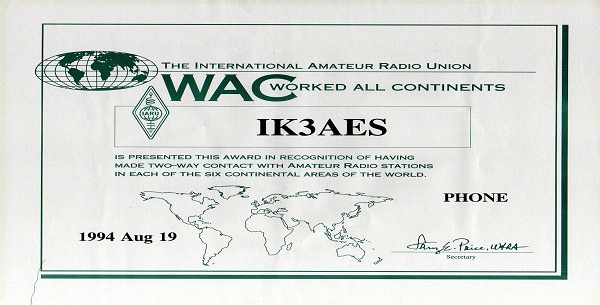 THE INTERNATIONAL AMATEUR RADIO UNION
WAC WORKED ALL CONTINENTS
IARU
IK3AES
IS PRESENTED THIS AWARD IN RECOGNITION OF HAVING
MADE TWO-WAY CONTACT WITH AMATEUR RADIO STATIONS
IN EACH OF THE SIX CONTINENTAL AREAS OF THE WORLD.
PHONE
1994 Aug 19
Secretary